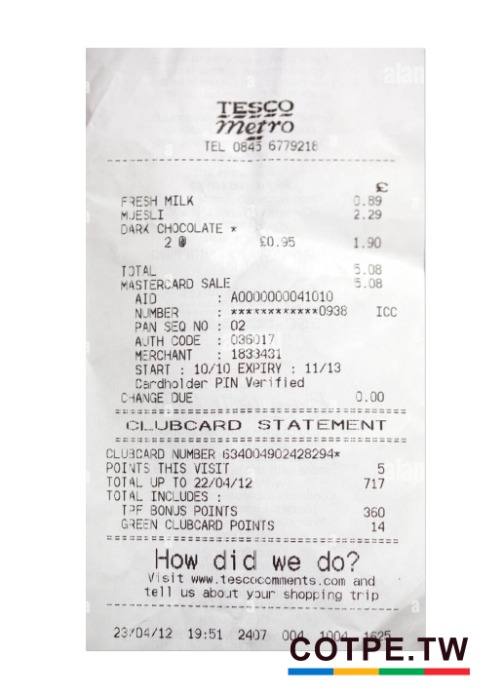 TESCO
Metro
TEL 0845 6779218
£
FRESH MILK 0.89
MUESLI 2.29
DARK CHOCOLATE *
2 @ £0.95 1.90
TOTAL 5.08
MASTERCARD SALE 5.08
AID : A0000000041010
NUMBER : ************0938 ICC
PAN SEQ NO : 02
AUTH CODE : 036017
MERCHANT : 1833431
START : 10/10 EXPIRY : 11/13
Cardholder PIN Verified
CHANGE DUE 0.00
CLUBCARD STATEMENT
CLUBCARD NUMBER 634004902428294*
POINTS THIS VISIT 5
TOTAL UP TO 22/04/12 717
TOTAL INCLUDES :
TPF BONUS POINTS 360
GREEN CLUBCARD POINTS 14
How did we do?
Visit www.tescocomments.com and
tell us about your shopping trip
23/04/12 19:51 2407 004 1004 1625
COTPE.TW